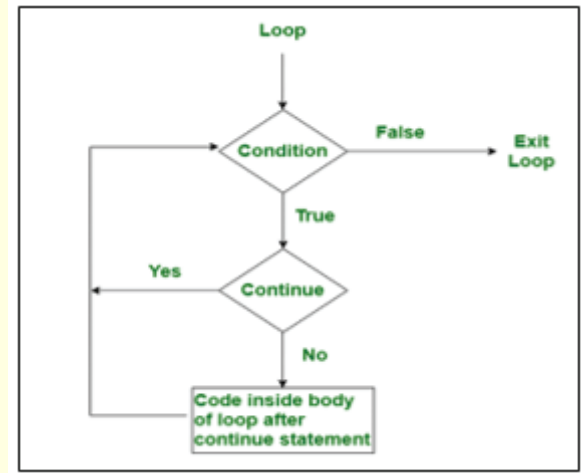 Loop
Condition
False
Exit
Loop
True
Yes
Continue
No
Code inside body
of loop after
continue statement